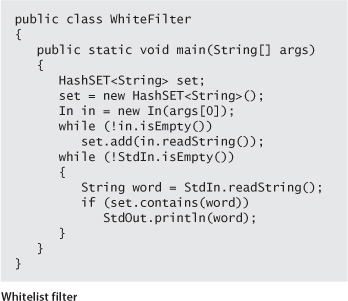 public class WhiteFilter
{
   public static void main(String[] args)
   {
      HashSET<String> set;
      set = new HashSET<String>();
      In in = new In(args[0]);
      while (!in.isEmpty())
         set.add(in.readString());
      while (!StdIn.isEmpty())
      {
         String word = StdIn.readString();
         if (set.contains(word))
            StdOut.println(word);
      }
   }
}
Whitelist filter